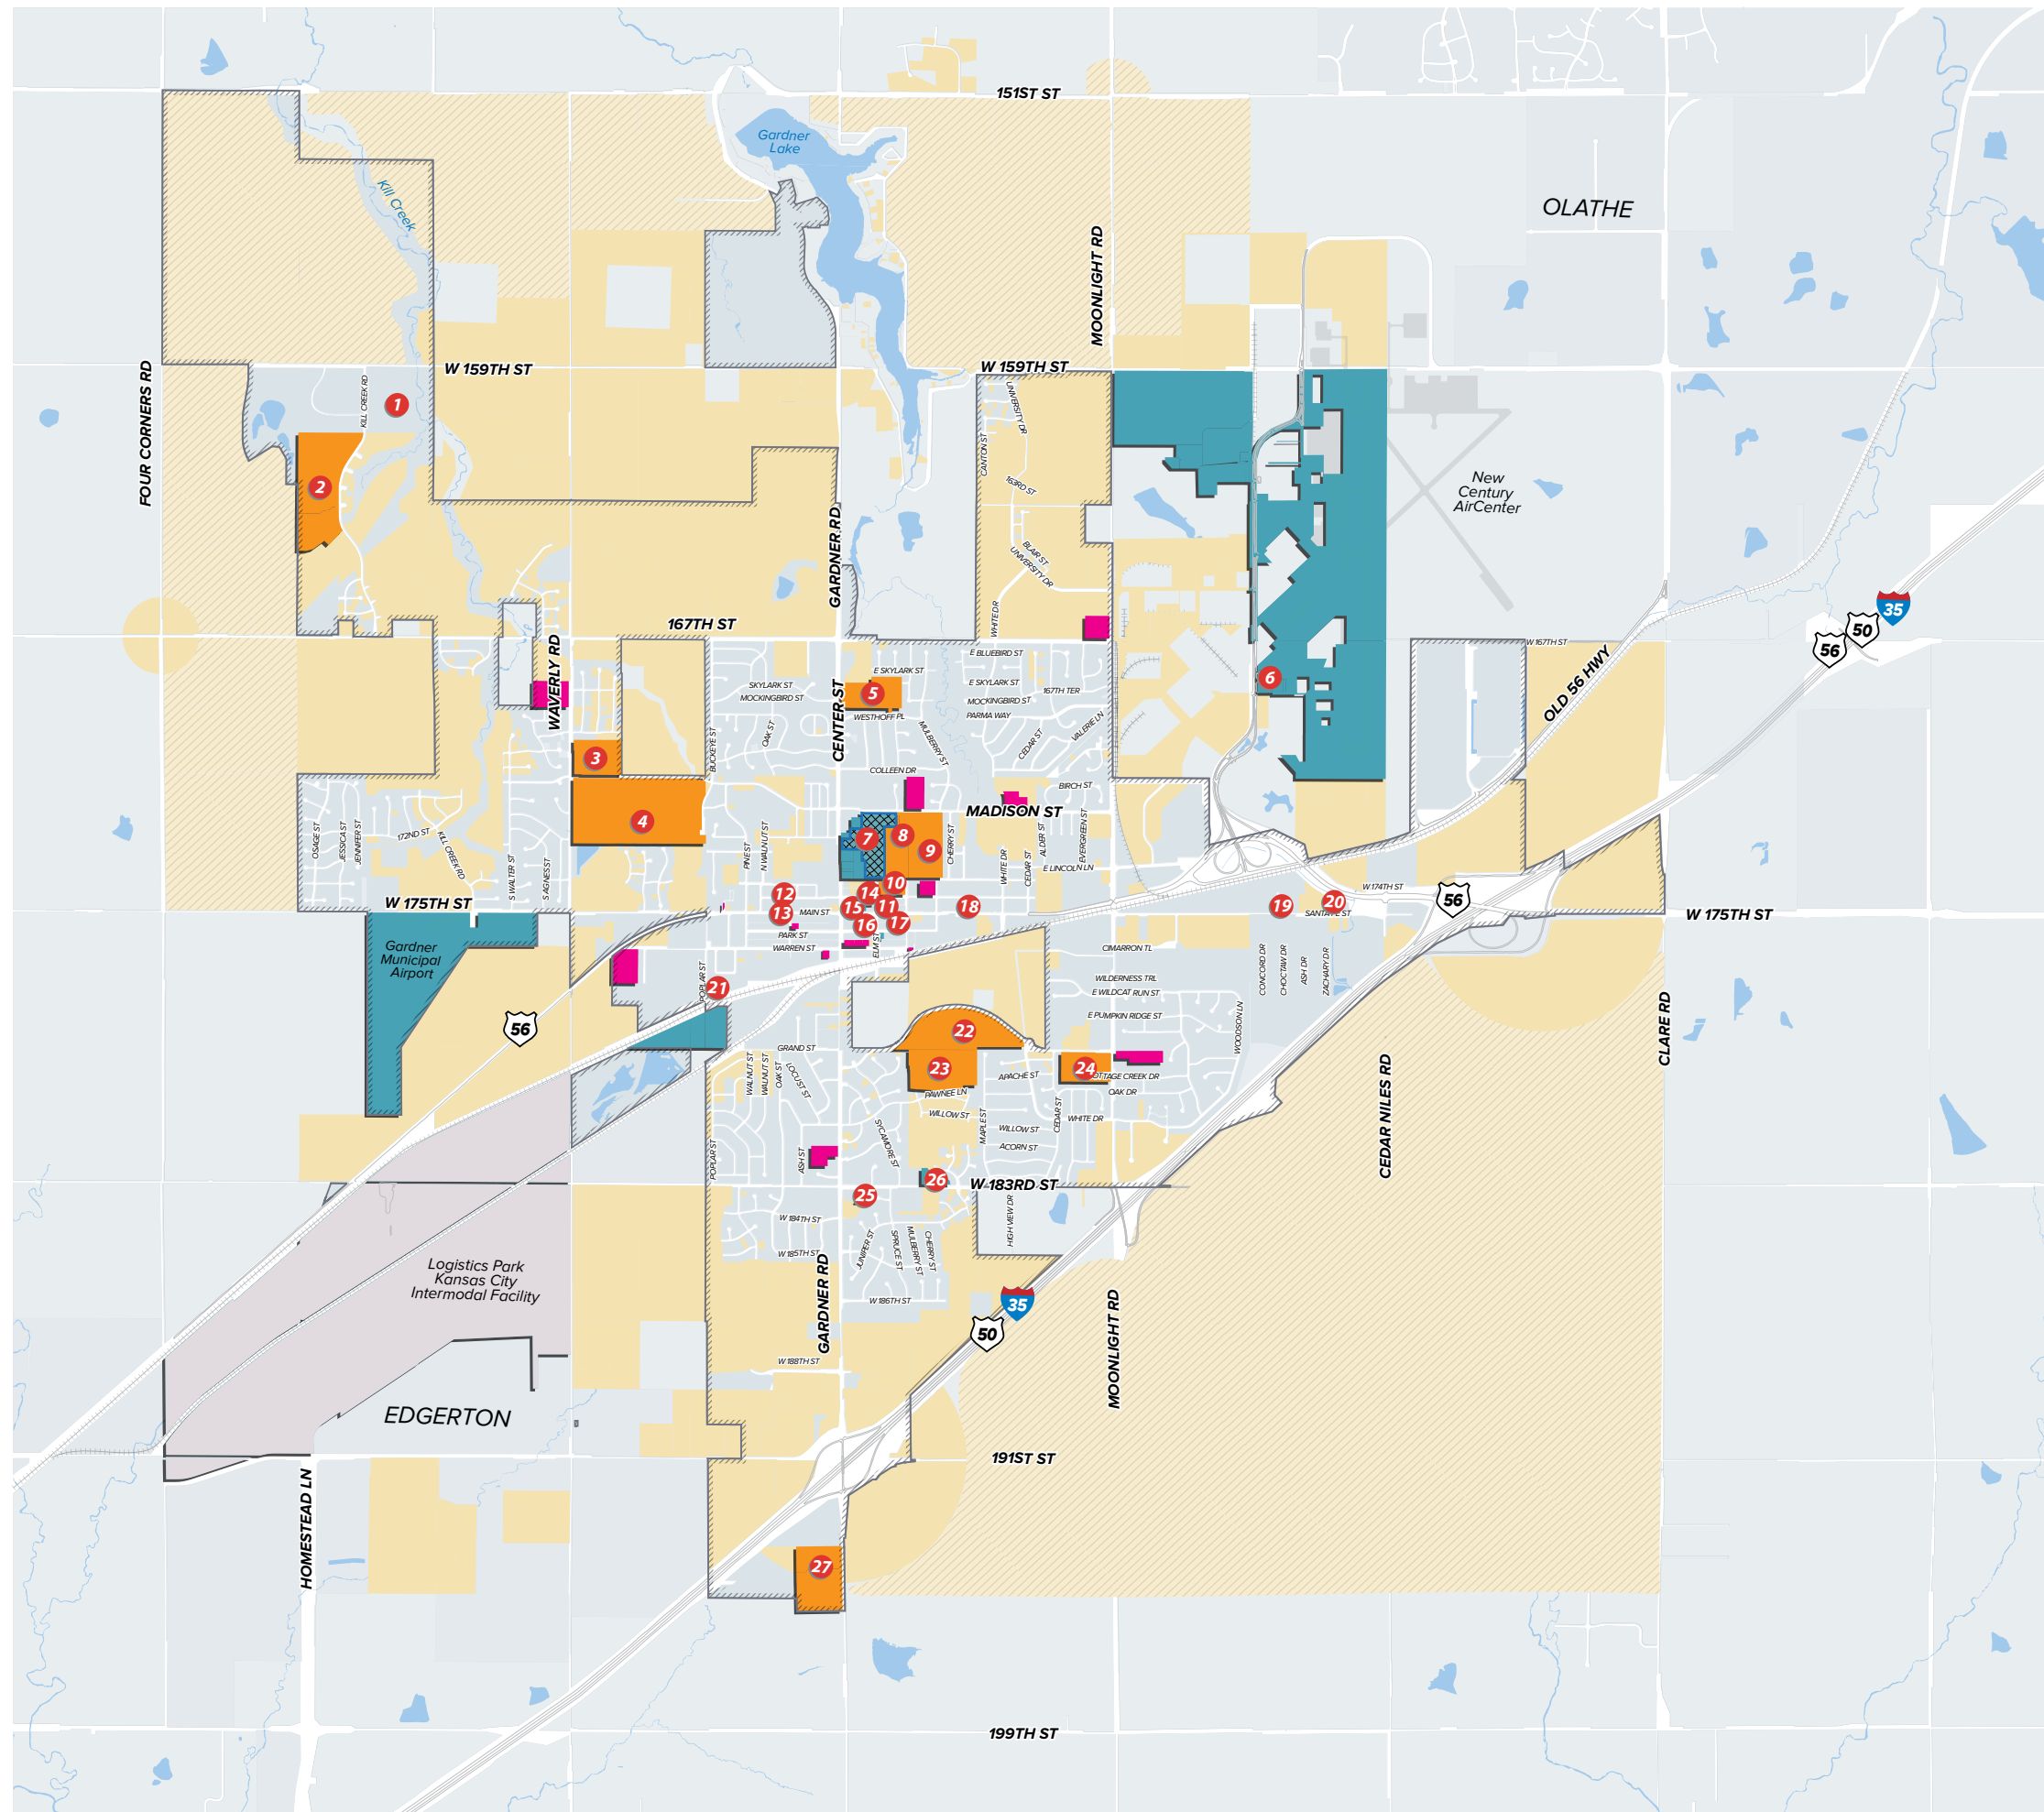 151ST ST
Gardner
Lake
Kill Creek
OLATHE
MOONLIGHT RD
FOUR CORNERS RD
W 159TH ST
W 159TH ST
KILL CREEK RD
1
UNIVERSITY DR
CANTON ST
2
163RD ST
New
Century
AirCenter
GARDNER RD
BLAIR ST
UNIVERSITY DR
WHITE DR
35
50
56
167TH ST
WAVERLY RD
W 167TH ST
OLD 56 HWY
E BLUEBIRD ST
E SKYLARK ST
SKYLARK ST
MOCKINGBIRD ST
5
E SKYLARK ST
167TH TER
6
MOCKINGBIRD ST
PARMA WAY
WESTHOFF PL
CENTER ST
OAK ST
BUCKEYE ST
MULBERRY ST
CEDAR ST
VALERIE LN
3
COLLEEN DR
BIRCH ST
MADISON ST
4
7
8
9
CHERRY ST
OSAGE ST
JESSICA ST
JENNIFER ST
172ND ST
KILL CREEK RD
S WALTER ST
S AGNES ST
PINE ST
N WALNUT ST
WHITE DR
CEDAR ST
ALDER ST
EVERGREEN ST
E LINCOLN LN
10
12
14
W 174TH ST
56
W 175TH ST
13
MAIN ST
15
11
18
19
20
SANTA FE ST
W 175TH ST
16
17
PARK ST
WARREN ST
ELM ST
CIMARRON TL
Gardner
Municipal
Airport
POPLAR ST
21
WILDERNESS TRL
E WILDCAT RUN ST
CONCORD DR
CHOCTAW DR
ASH DR
ZACHARY DR
56
E PUMPKIN RIDGE ST
WOODSON LN
CLARE RD
22
GRAND ST
23
24
APACHE ST
COTTAGE CREEK DR
OAK DR
WALNUT ST
WALNUT ST
OAK ST
LOCUST ST
PAWNEE LN
WILLOW ST
MAPLE ST
WILLOW ST
ACORN ST
CEDAR ST
WHITE DR
CEDAR NILES RD
POPLAR ST
ASH ST
SYCAMORE ST
26
W 183RD ST
25
W 184TH ST
HIGH VIEW DR
W 185TH ST
JUNIPER ST
SPRUCE ST
MULBERRY ST
CHERRY ST
Logistics Park
Kansas City
Intermodal Facility
GARDNER RD
W 186TH ST
35
50
MOONLIGHT RD
W 188TH ST
EDGERTON
191ST ST
HOMESTEAD LN
27
199TH ST